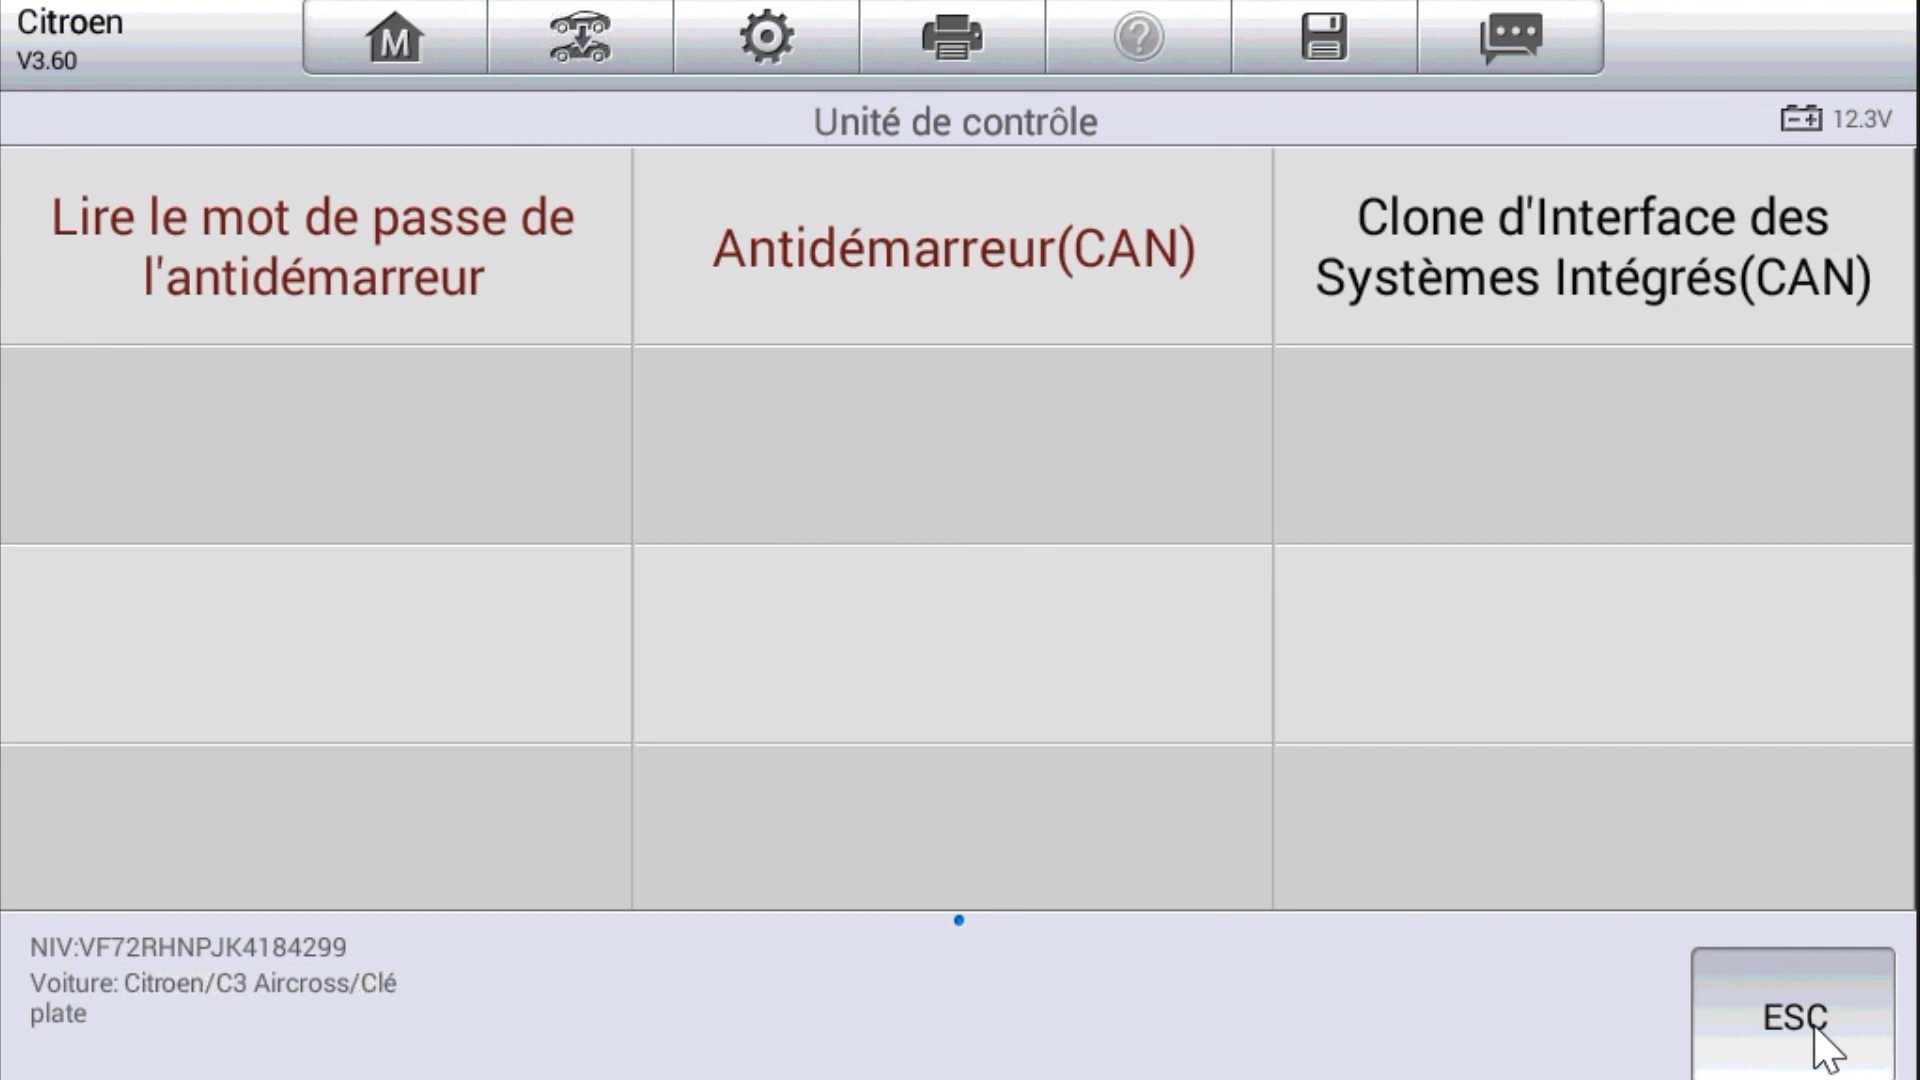 Citroen
V3.60
M
?
Unité de contrôle
12.3V
Lire le mot de passe de
l'antidémarreur
Antidémarreur(CAN)
Clone d'Interface des
Systèmes Intégrés(CAN)
NIV:VF72RHNPJK4184299
Voiture: Citroen/C3 Aircross/Clé
plate
ESC